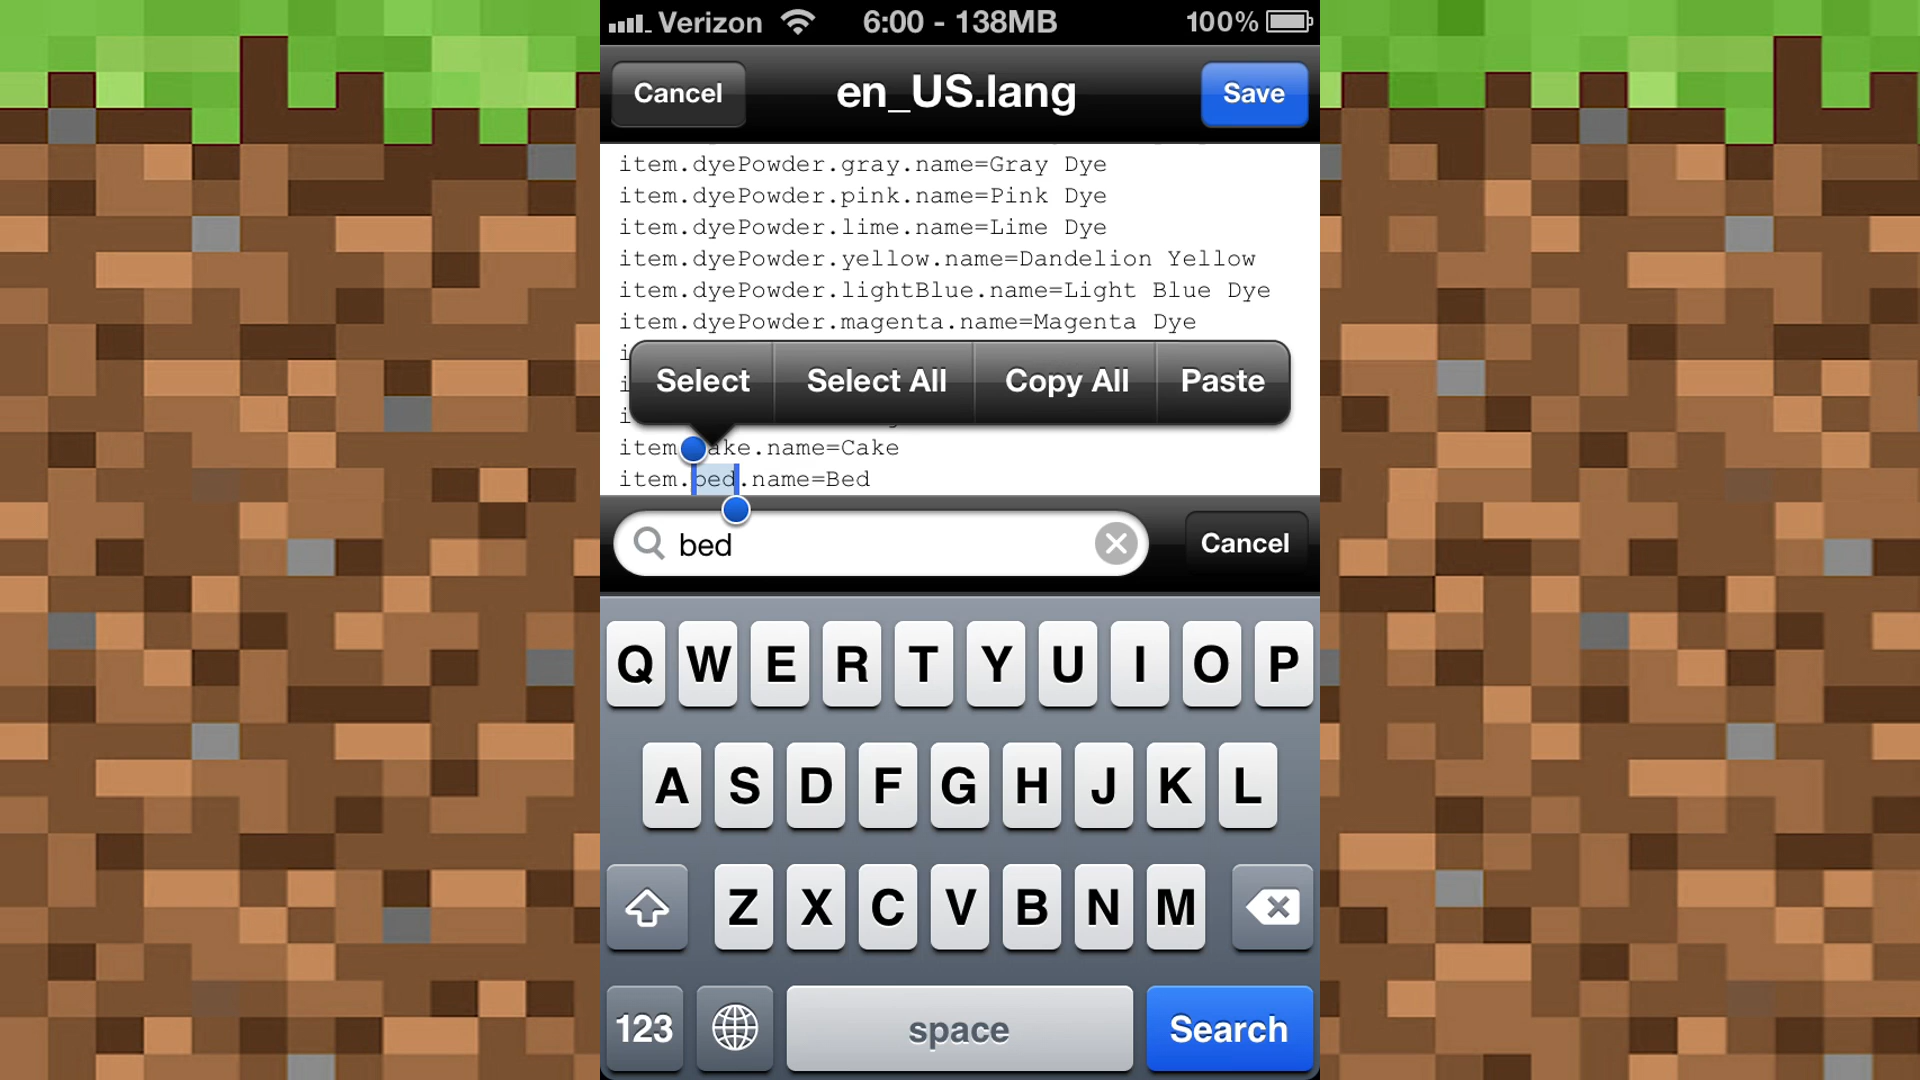 Verizon 6:00 - 138MB 100%
Cancel en_US.lang Save
item.dyePowder.gray.name=Gray Dye
item.dyePowder.pink.name=Pink Dye
item.dyePowder.lime.name=Lime Dye
item.dyePowder.yellow.name=Dandelion Yellow
item.dyePowder.lightBlue.name=Light Blue Dye
item.dyePowder.magenta.name=Magenta Dye
Select Select All Copy All Paste
item.cake.name=Cake
item.bed.name=Bed
bed Cancel
Q W E R T Y U I O P
A S D F G H J K L
Z X C V B N M
123 space Search